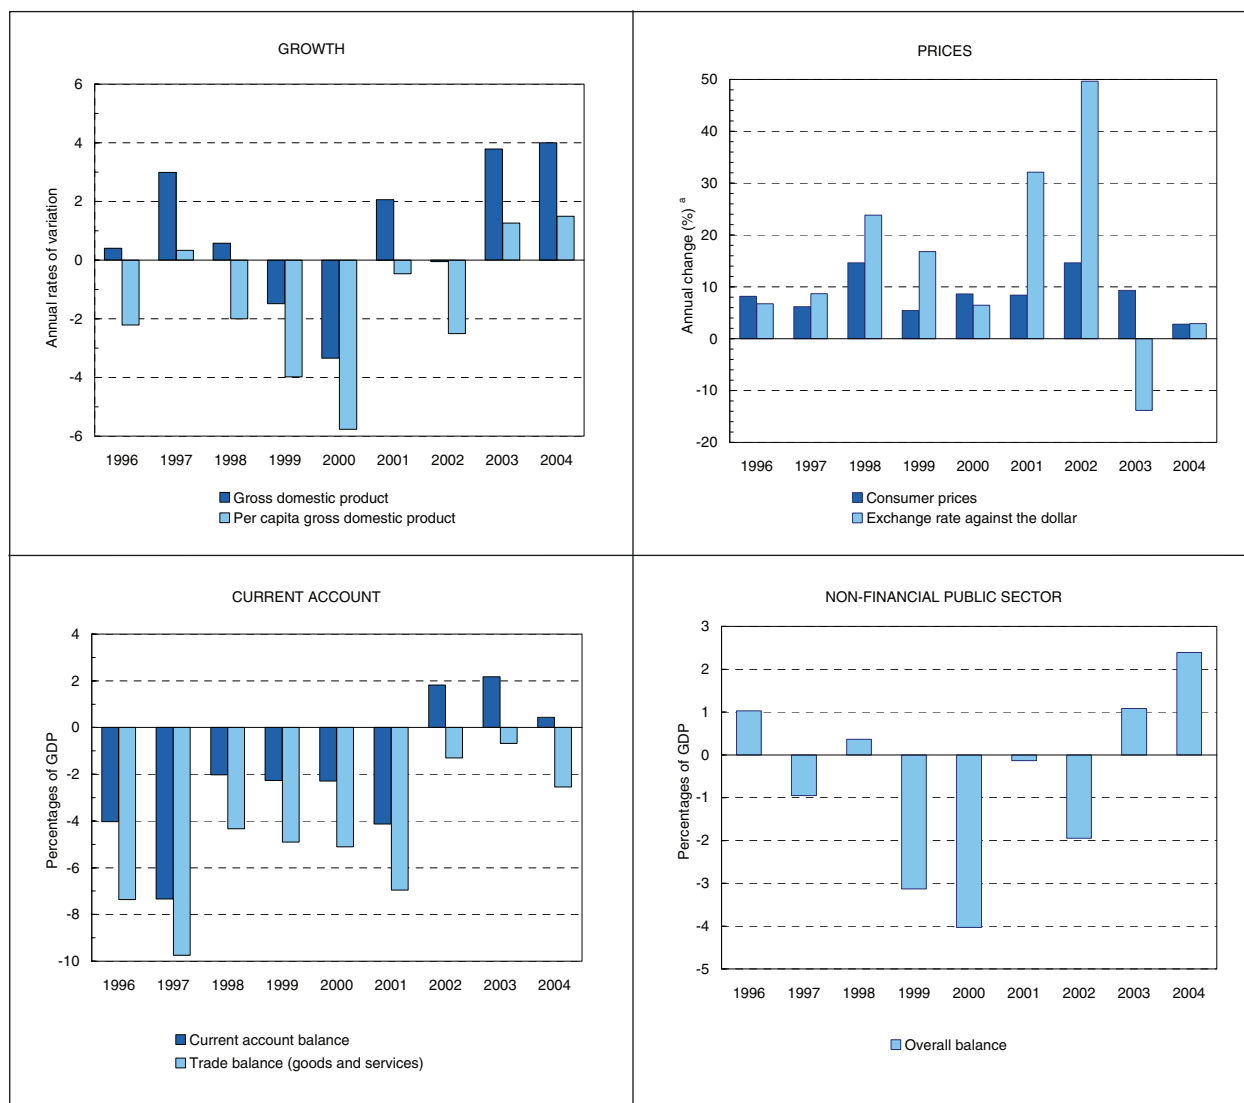 GROWTH
6
4
2
0
-2
-4
-6
Annual rates of variation
1996 1997 1998 1999 2000 2001 2002 2003 2004
Gross domestic product
Per capita gross domestic product
PRICES
50
40
30
20
10
0
-10
-20
Annual change (%) a
1996 1997 1998 1999 2000 2001 2002 2003 2004
Consumer prices
Exchange rate against the dollar
CURRENT ACCOUNT
4
2
0
-2
-4
-6
-8
-10
Percentages of GDP
1996 1997 1998 1999 2000 2001 2002 2003 2004
Current account balance
Trade balance (goods and services)
NON-FINANCIAL PUBLIC SECTOR
3
2
1
0
-1
-2
-3
-4
-5
Percentages of GDP
1996 1997 1998 1999 2000 2001 2002 2003 2004
Overall balance